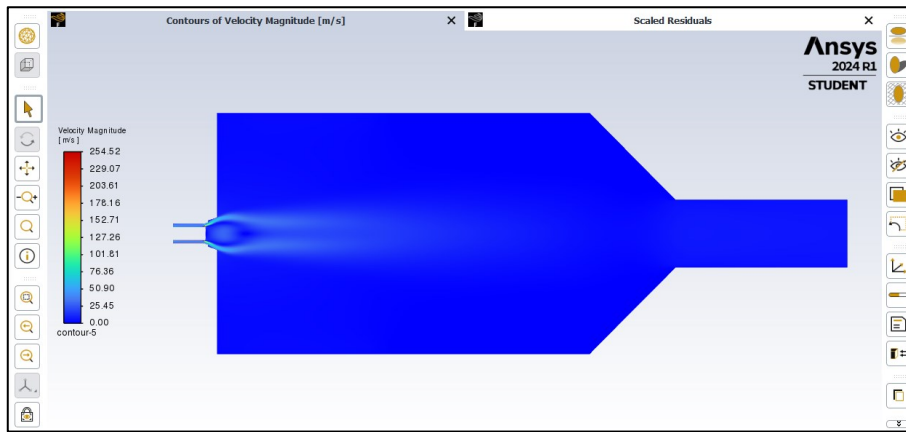 Contours of Velocity Magnitude [m/s]
Scaled Residuals
Ansys
2024 R1
STUDENT
Velocity Magnitude
[ m/s ]
254.52
229.07
203.61
178.16
152.71
127.26
101.81
76.36
50.90
25.45
0.00
contour-5